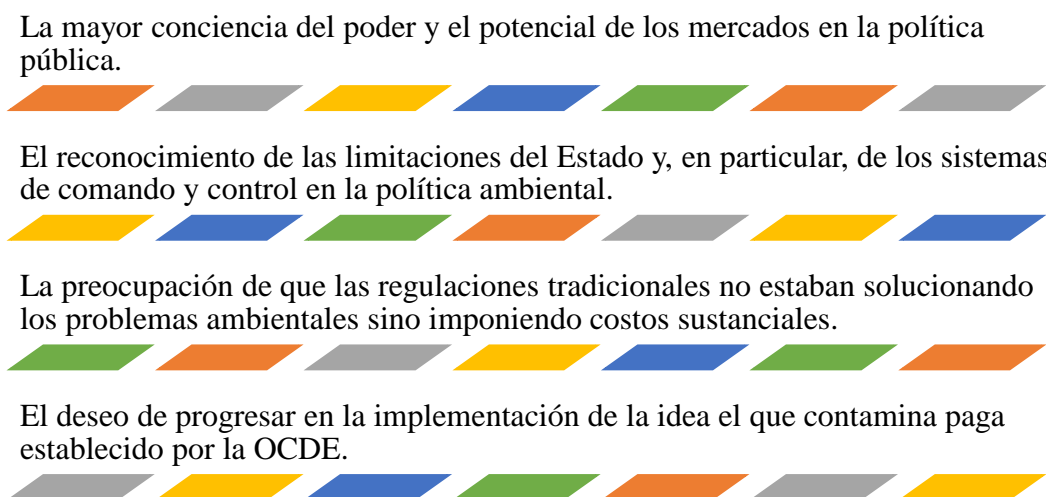 La mayor conciencia del poder y el potencial de los mercados en la política
pública.
El reconocimiento de las limitaciones del Estado y, en particular, de los sistemas
de comando y control en la política ambiental.
La preocupación de que las regulaciones tradicionales no estaban solucionando
los problemas ambientales sino imponiendo costos sustanciales.
El deseo de progresar en la implementación de la idea el que contamina paga
establecido por la OCDE.